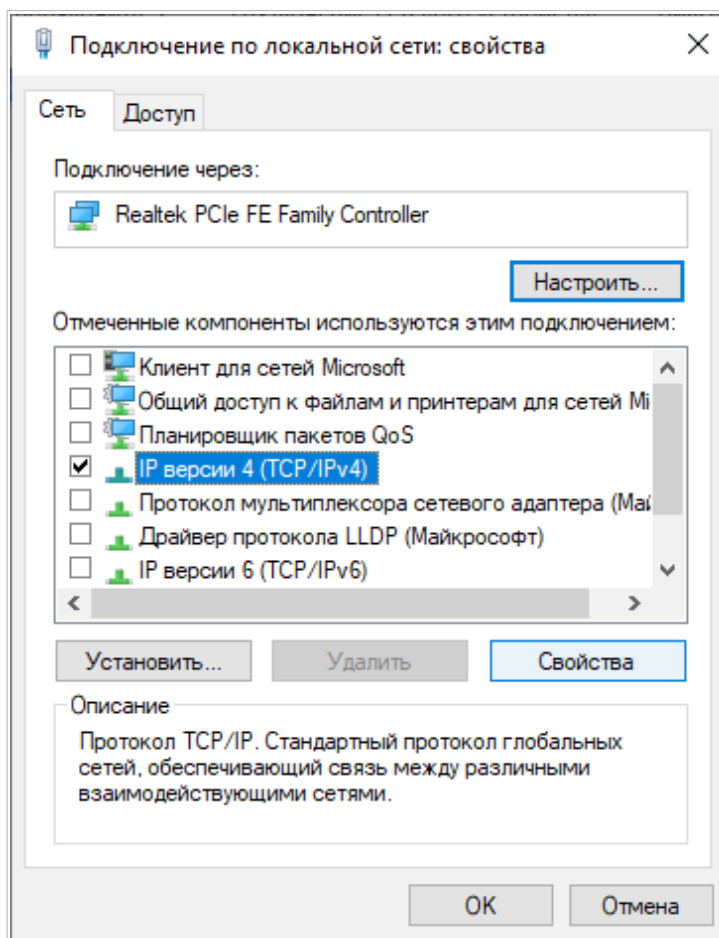 Подключение по локальной сети: свойства
Сеть
Доступ
Подключение через:
Realtek PCIe FE Family Controller
Настроить...
Отмеченные компоненты используются этим подключением:
Клиент для сетей Microsoft
Общий доступ к файлам и принтерам для сетей Mi
Планировщик пакетов QoS
IP версии 4 (TCP/IPv4)
Протокол мультиплексора сетевого адаптера (Май
Драйвер протокола LLDP (Майкрософт)
IP версии 6 (TCP/IPv6)
Установить...
Удалить
Свойства
Описание
Протокол TCP/IP. Стандартный протокол глобальных
сетей, обеспечивающий связь между различными
взаимодействующими сетями.
OK
Отмена